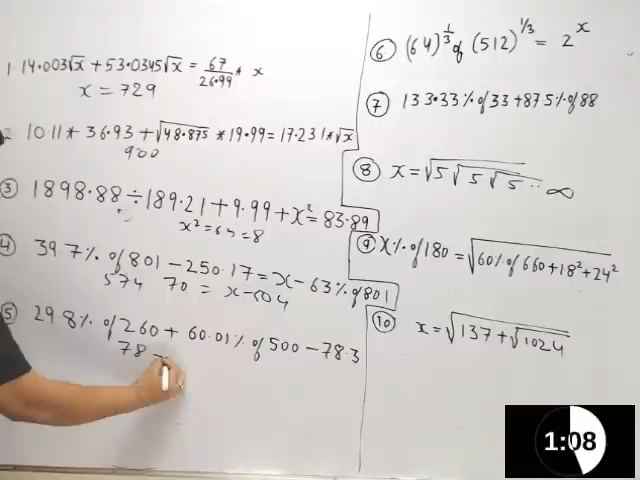 1. 14.003√x + 53.0345√x = 67/26.99 * x
x = 729
2 1011 * 36.93 + √48.875 * 19.99 = 17.231 * √x
900
③ 1898.88 ÷ 189.21 + 9.99 + x² = 83.89
x² = 64 = 8
④ 39.7% of 801 - 250.17 = x - 63% of 801
574 70 = x - 504
⑤ 29.8% of 260 + 60.01% of 500 - 78.3
78
⑥ (64)^1/3 of (512)^1/3 = 2^x
⑦ 133.33% of 33 + 87.5% of 88
⑧ x = √5√5√5... ∞
⑨ x% of 180 = √60% of 660 + 18² + 24²
⑩ x = √137 + √1024
1:08